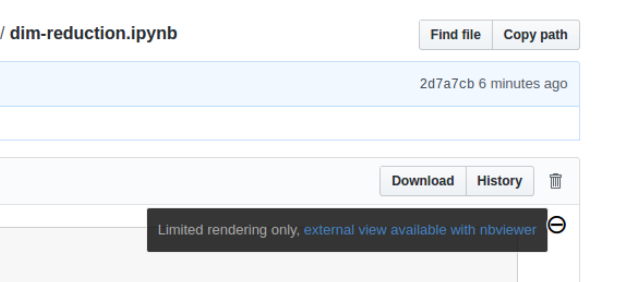 / dim-reduction.ipynb Find file Copy path
2d7a7cb 6 minutes ago
Download History
Limited rendering only, external view available with nbviewer